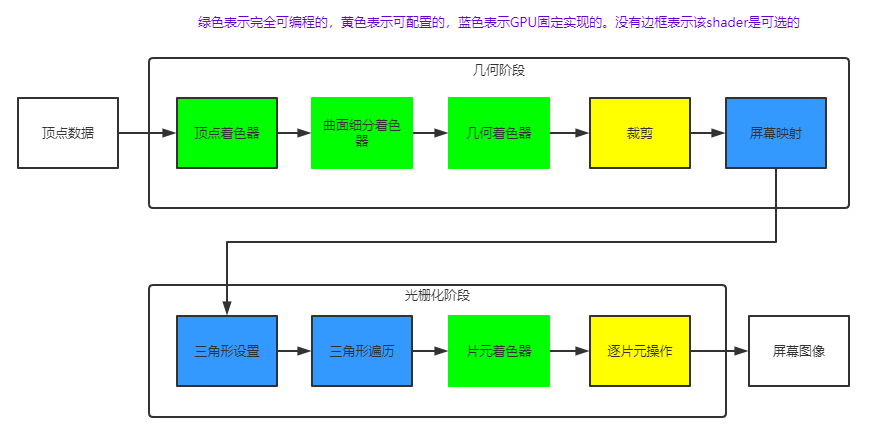 绿色表示完全可编程的，黄色表示可配置的，蓝色表示GPU固定实现的。没有边框表示该shader是可选的
几何阶段
顶点数据
顶点着色器
曲面细分着色
器
几何着色器
裁剪
屏幕映射
光栅化阶段
三角形设置
三角形遍历
片元着色器
逐片元操作
屏幕图像